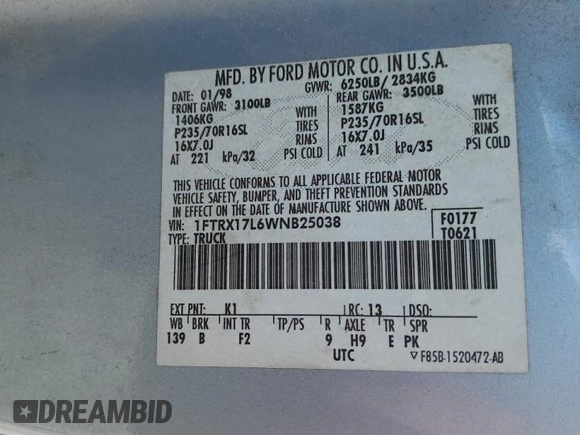 MFD. BY FORD MOTOR CO. IN U.S.A.
DATE: 01/98 GVWR: 6250LB/ 2834KG
FRONT GAWR: 3100LB REAR GAWR: 3500LB
1406KG WITH 1587KG WITH
P235/70R16SL TIRES P235/70R16SL TIRES
16X7.0J RIMS 16X7.0J RIMS
AT 221 kPa/32 PSI COLD AT 241 kPa/35 PSI COLD
THIS VEHICLE CONFORMS TO ALL APPLICABLE FEDERAL MOTOR
VEHICLE SAFETY, BUMPER, AND THEFT PREVENTION STANDARDS
IN EFFECT ON THE DATE OF MANUFACTURE SHOWN ABOVE.
VIN: 1FTRX17L6WNB25038 F0177
TYPE: TRUCK T0621
EXT PNT: K1 RC: 13 DSO:
WB BRK INT TR TP/PS R AXLE TR SPR
139 B F2 9 H9 E PK
UTC F85B-1520472-AB
DREAMBID